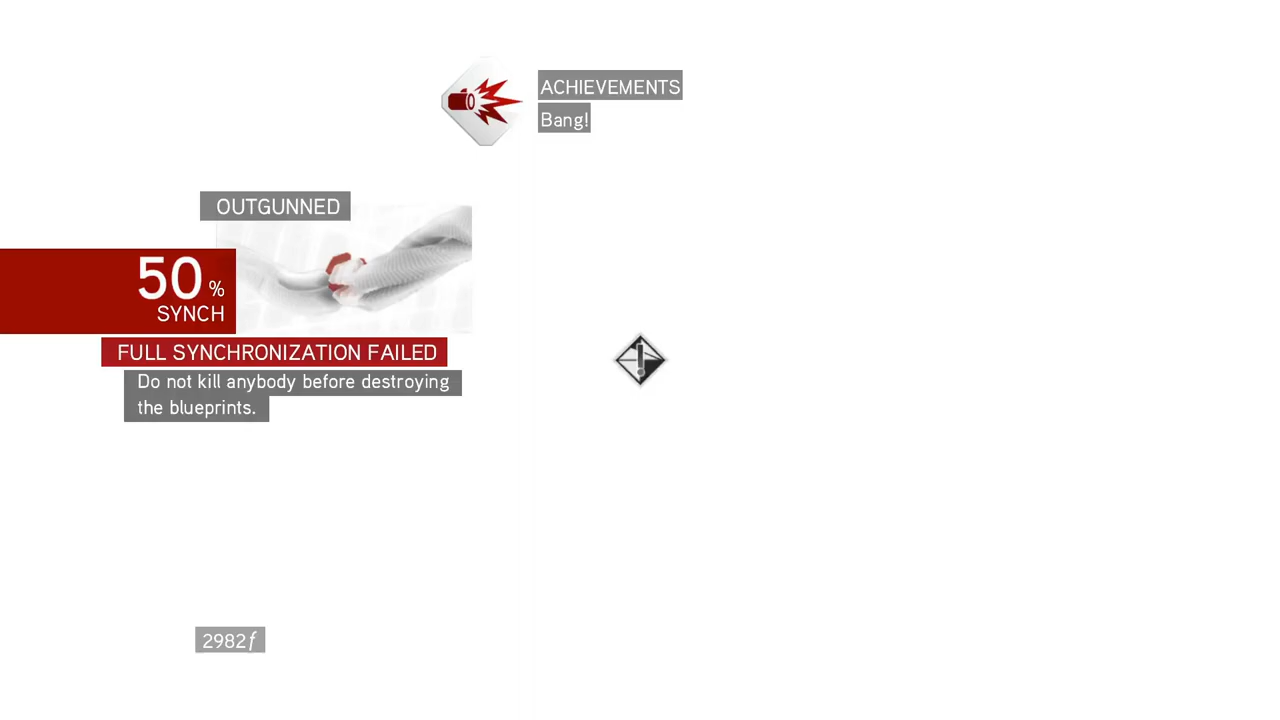 ACHIEVEMENTS
Bang!
OUTGUNNED
50 %
SYNCH
FULL SYNCHRONIZATION FAILED
Do not kill anybody before destroying
the blueprints.
2982ƒ